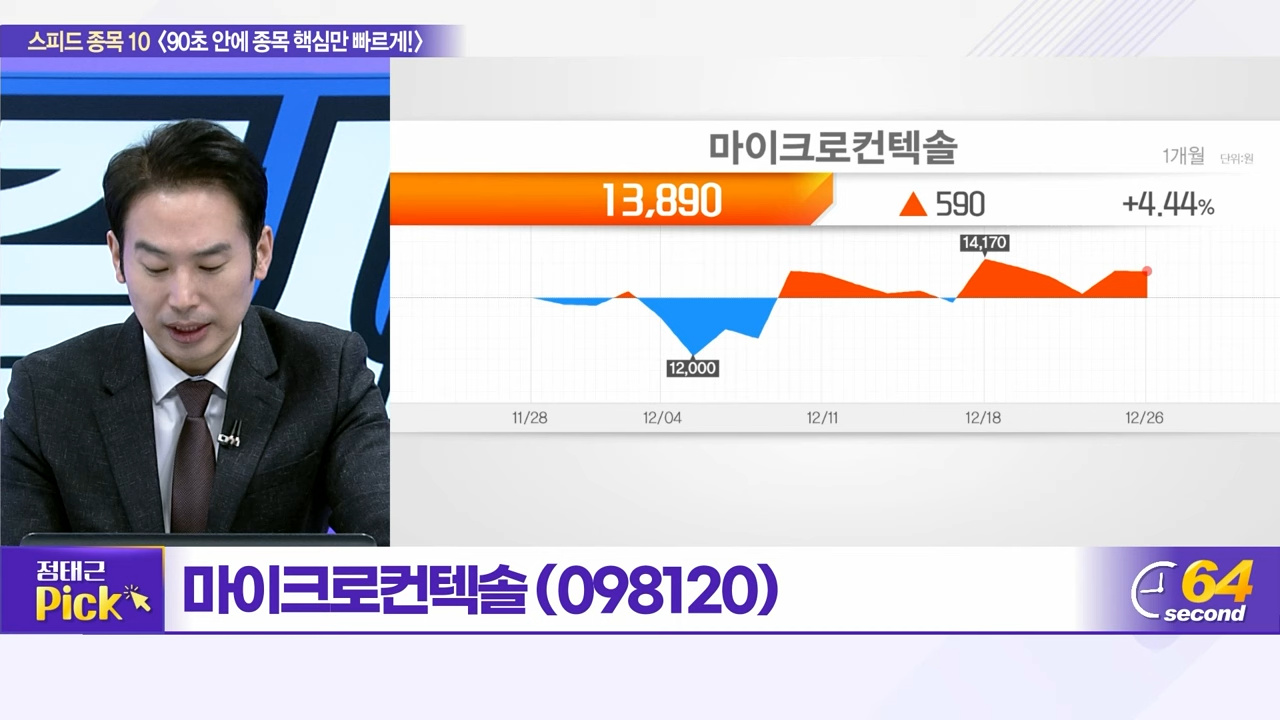 스피드 종목 10 〈90초 안에 종목 핵심만 빠르게!〉
마이크로컨텍솔
1개월 단위:원
13,890 ▲ 590 +4.44%
14,170
12,000
11/28 12/04 12/11 12/18 12/26
정태근
Pick
마이크로컨텍솔 (098120)
64
second